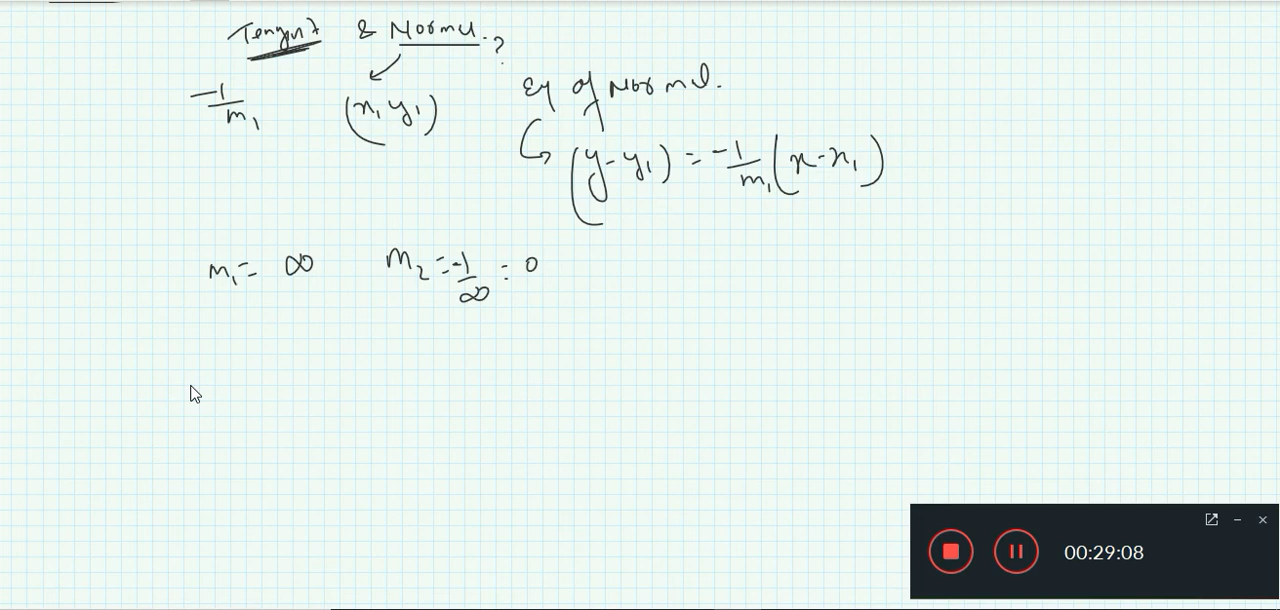 Tangent & Normal.?
-1/m₁ (x₁ y₁) Eq of Normal.
(y-y₁) = -1/m₁ (x-x₁)
m₁ = ∞ m₂ = -1/∞ = 0
00:29:08